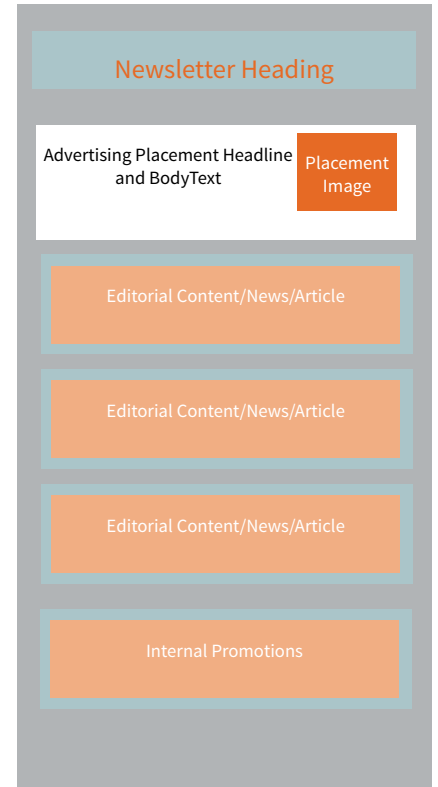 Newsletter Heading
Advertising Placement Headline
and BodyText
Placement
Image
Editorial Content/News/Article
Editorial Content/News/Article
Editorial Content/News/Article
Internal Promotions